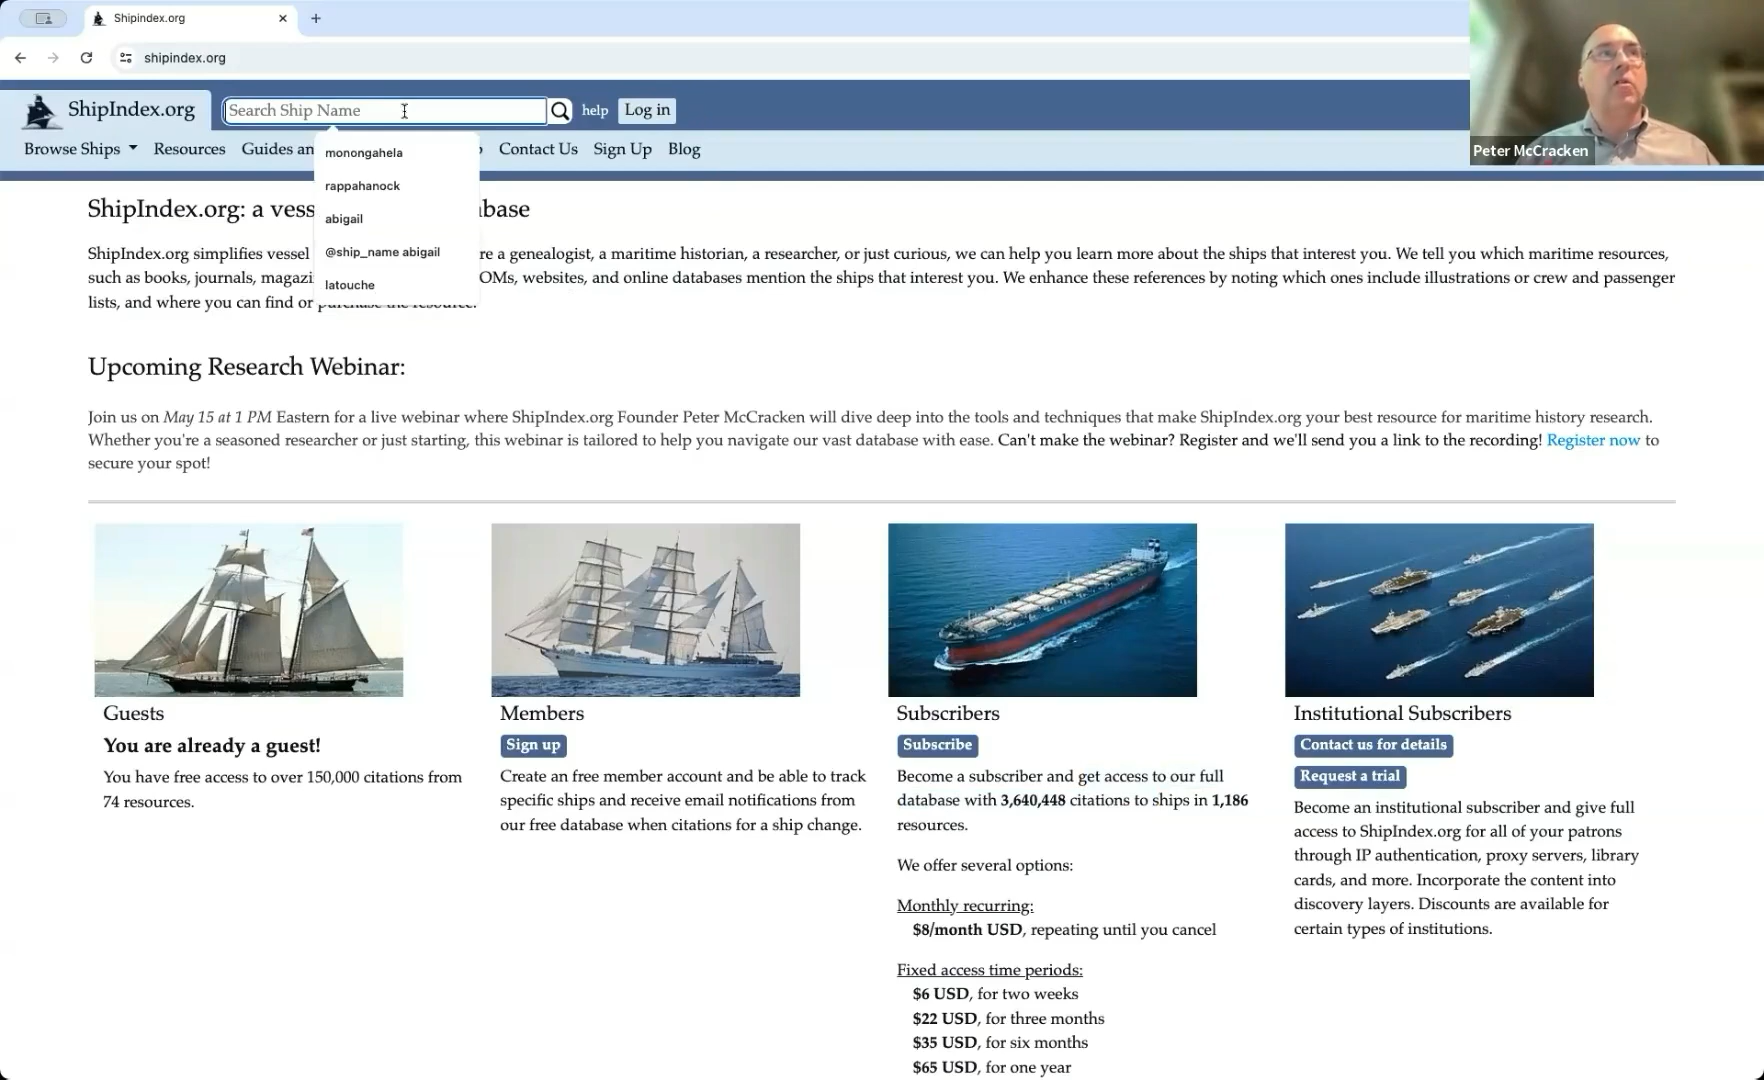 Shipindex.org
shipindex.org
ShipIndex.org
Search Ship Name
help
Log in
Browse Ships
Resources
Guides an
Contact Us
Sign Up
Blog
monongahela
rappahanock
abigail
@ship_name abigail
latouche
Peter McCracken
ShipIndex.org: a vess base
ShipIndex.org simplifies vessel re a genealogist, a maritime historian, a researcher, or just curious, we can help you learn more about the ships that interest you. We tell you which maritime resources,
such as books, journals, magazi OMs, websites, and online databases mention the ships that interest you. We enhance these references by noting which ones include illustrations or crew and passenger
lists, and where you can find or purchase the resource.
Upcoming Research Webinar:
Join us on May 15 at 1 PM Eastern for a live webinar where ShipIndex.org Founder Peter McCracken will dive deep into the tools and techniques that make ShipIndex.org your best resource for maritime history research.
Whether you're a seasoned researcher or just starting, this webinar is tailored to help you navigate our vast database with ease. Can't make the webinar? Register and we'll send you a link to the recording! Register now to
secure your spot!
Guests
You are already a guest!
You have free access to over 150,000 citations from
74 resources.
Members
Sign up
Create an free member account and be able to track
specific ships and receive email notifications from
our free database when citations for a ship change.
Subscribers
Subscribe
Become a subscriber and get access to our full
database with 3,640,448 citations to ships in 1,186
resources.
We offer several options:
Monthly recurring:
$8/month USD, repeating until you cancel
Fixed access time periods:
$6 USD, for two weeks
$22 USD, for three months
$35 USD, for six months
$65 USD, for one year
Institutional Subscribers
Contact us for details
Request a trial
Become an institutional subscriber and give full
access to ShipIndex.org for all of your patrons
through IP authentication, proxy servers, library
cards, and more. Incorporate the content into
discovery layers. Discounts are available for
certain types of institutions.